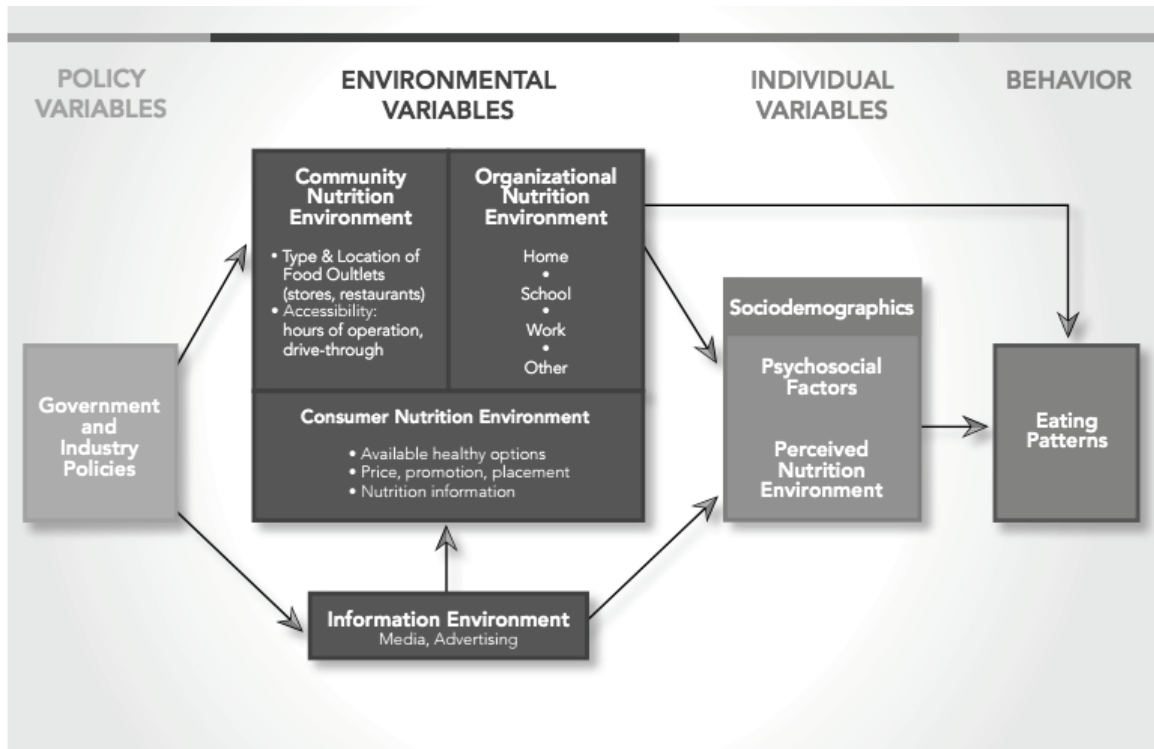 POLICY
VARIABLES
ENVIRONMENTAL
VARIABLES
INDIVIDUAL
VARIABLES
BEHAVIOR
Community
Nutrition
Environment
• Type & Location of
Food Oultlets
(stores, restaurants)
• Accessibility:
hours of operation,
drive-through
Organizational
Nutrition
Environment
Home
•
School
•
Work
•
Other
Consumer Nutrition Environment
• Available healthy options
• Price, promotion, placement
• Nutrition information
Government
and
Industry
Policies
Information Environment
Media, Advertising
Sociodemographics
Psychosocial
Factors
Perceived
Nutrition
Environment
Eating
Patterns